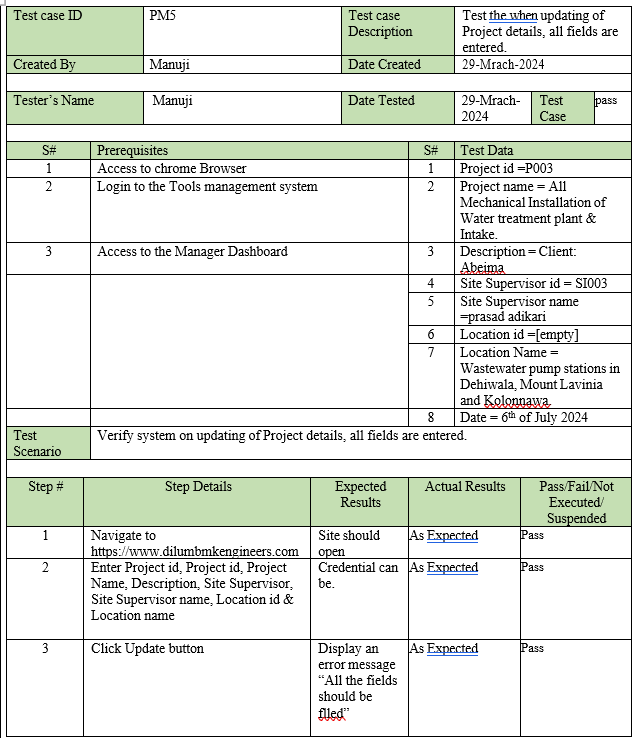 Test case ID PM5 Test case Test the when updating of
Description Project details, all fields are
entered.
Created By Manuji Date Created 29-Mrach-2024
Tester’s Name Manuji Date Tested 29-Mrach- Test pass
2024 Case
S# Prerequisites S# Test Data
1 Access to chrome Browser 1 Project id =P003
2 Login to the Tools management system 2 Project name = All
Mechanical Installation of
Water treatment plant &
Intake.
3 Access to the Manager Dashboard 3 Description = Client:
Abeima
4 Site Supervisor id = SI003
5 Site Supervisor name
=prasad adikari
6 Location id =[empty]
7 Location Name =
Wastewater pump stations in
Dehiwala, Mount Lavinia
and Kolonnawa.
8 Date = 6th of July 2024
Test Verify system on updating of Project details, all fields are entered.
Scenario
Step # Step Details Expected Actual Results Pass/Fail/Not
Results Executed/
Suspended
1 Navigate to Site should As Expected Pass
https://www.dilumbmkengineers.com open
2 Enter Project id, Project id, Project Credential can As Expected Pass
Name, Description, Site Supervisor, be.
Site Supervisor name, Location id &
Location name
3 Click Update button Display an As Expected Pass
error message
“All the fields
should be
flled”